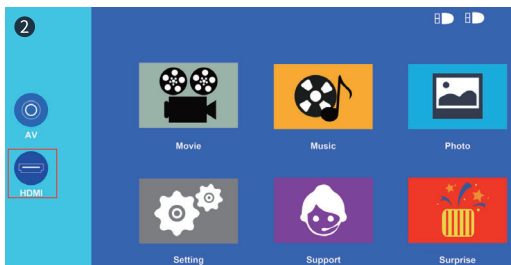 2
AV
HDMI
Movie
Music
Photo
Setting
Support
Surprise